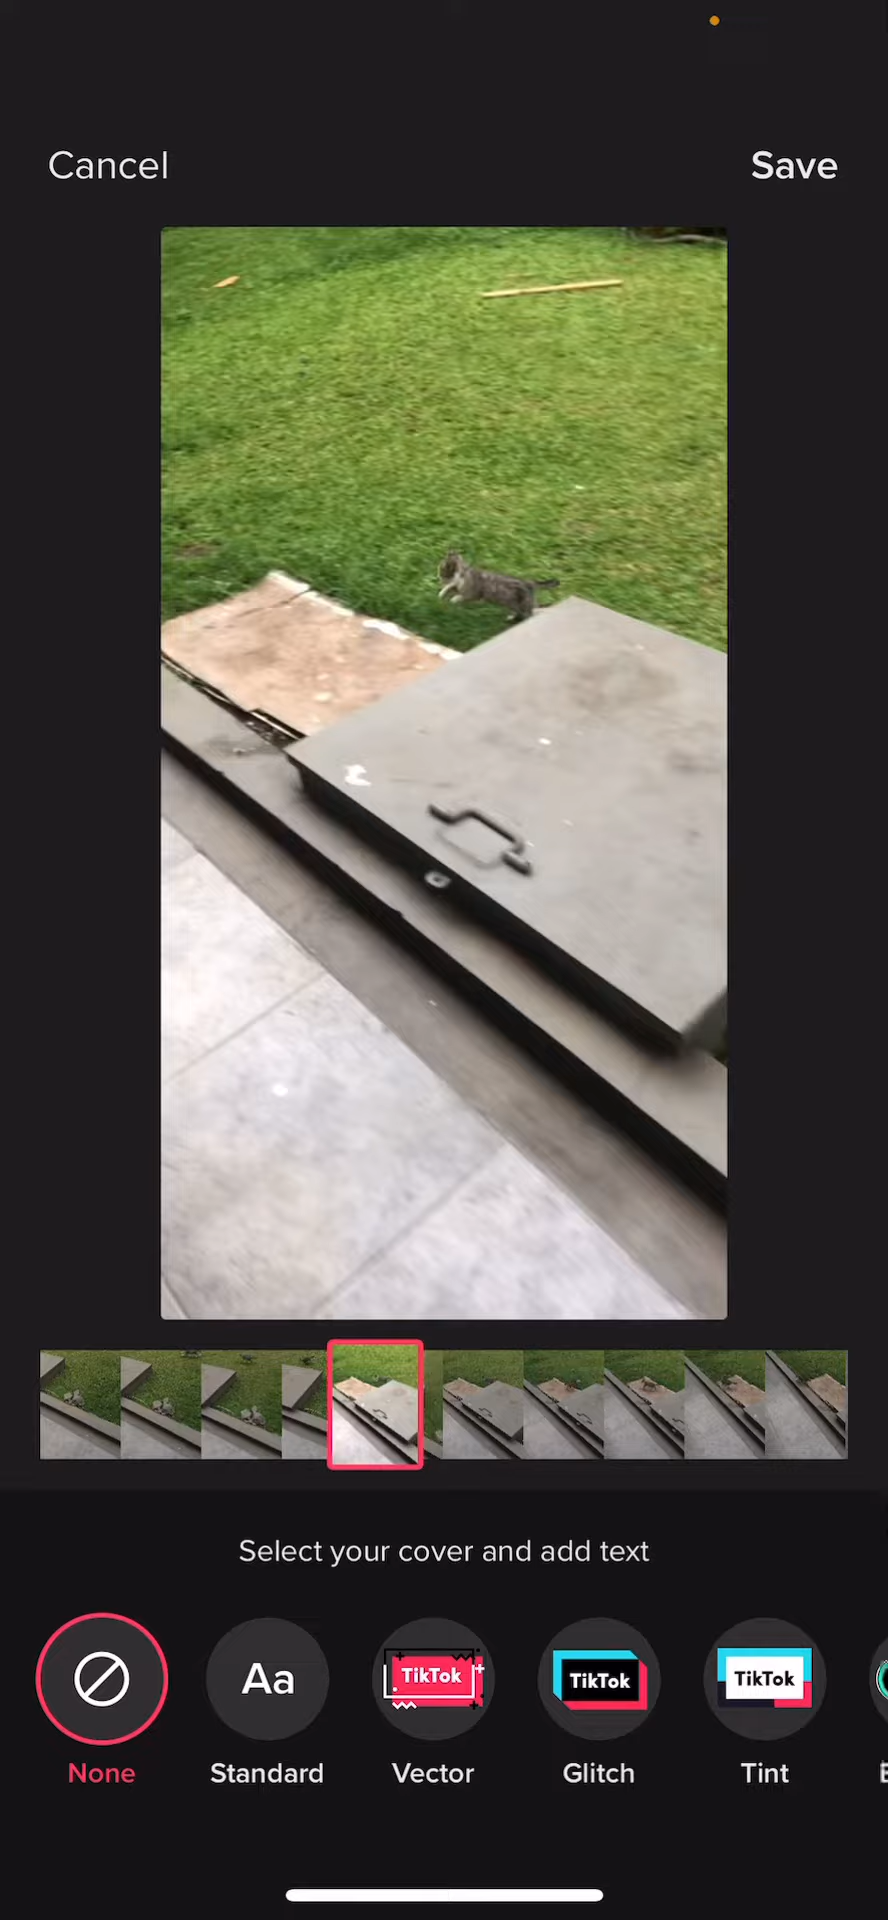 Cancel
Save
Select your cover and add text
Aa
TikTok
TikTok
TikTok
None
Standard
Vector
Glitch
Tint